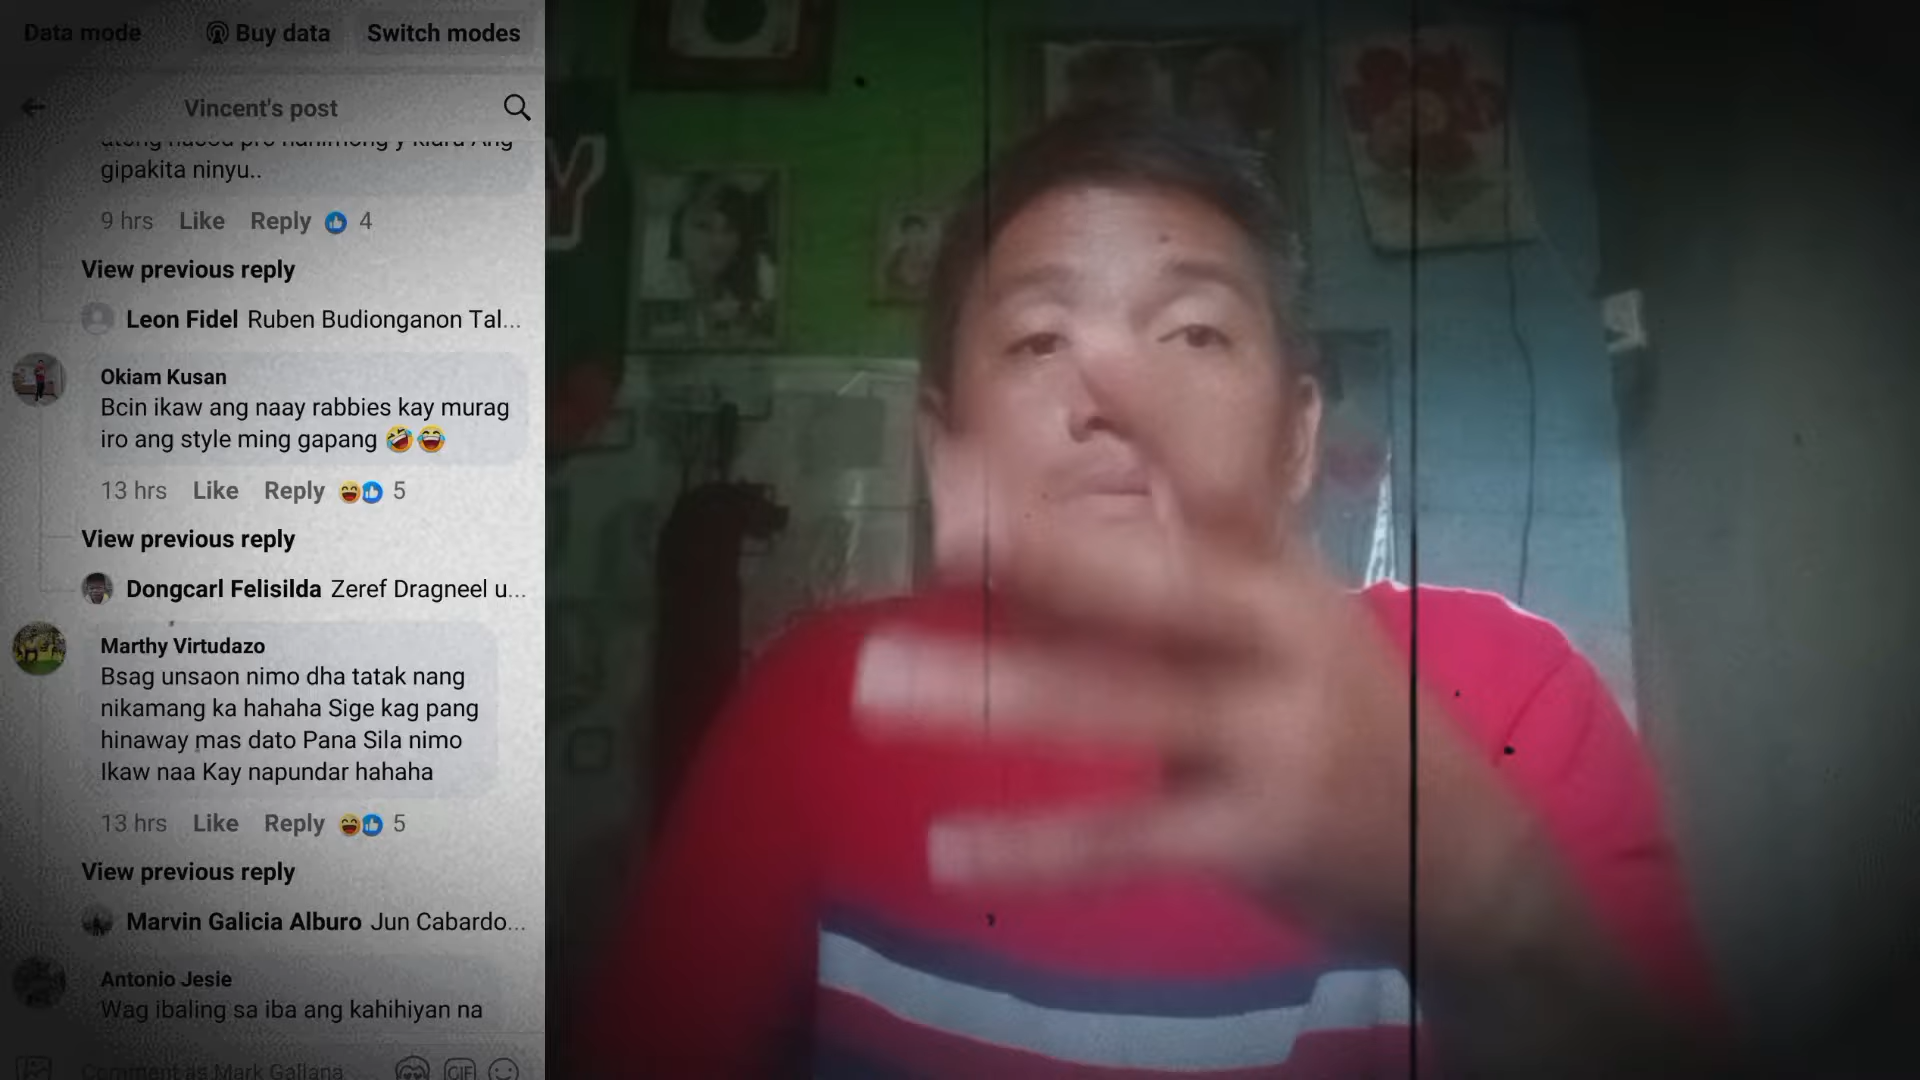 Data mode
Buy data
Switch modes
Vincent's post
gipakita ninyu..
9 hrs Like Reply 4
View previous reply
Leon Fidel Ruben Budionganon Tal...
Okiam Kusan
Bcin ikaw ang naay rabbies kay murag
iro ang style ming gapang 🤣😂
13 hrs Like Reply 5
View previous reply
Dongcarl Felisilda Zeref Dragneel u...
Marthy Virtudazo
Bsag unsaon nimo dha tatak nang
nikamang ka hahaha Sige kag pang
hinaway mas dato Pana Sila nimo
Ikaw naa Kay napundar hahaha
13 hrs Like Reply 5
View previous reply
Marvin Galicia Alburo Jun Cabardo...
Antonio Jesie
Wag ibaling sa iba ang kahihiyan na
Comment as Mark Gallana
GIF
Y